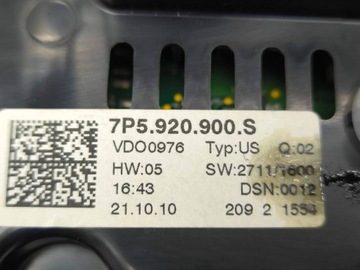 7P5.920.900.S
VDO0976 Typ:US Q:02
HW:05 SW:2711/1600
16:43 DSN:0012
21.10.10 209 2 1554